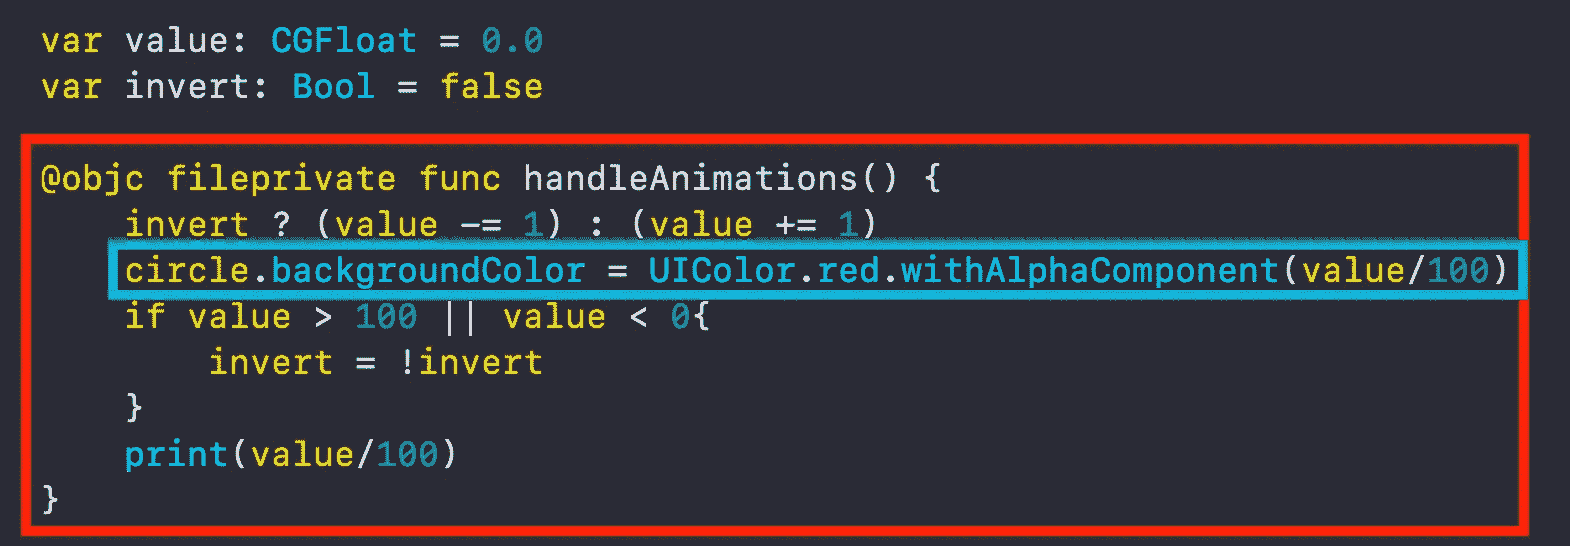 var value: CGFloat = 0.0
var invert: Bool = false
@objc fileprivate func handleAnimations() {
    invert ? (value -= 1) : (value += 1)
    circle.backgroundColor = UIColor.red.withAlphaComponent(value/100)
    if value > 100 || value < 0{
        invert = !invert
    }
    print(value/100)
}